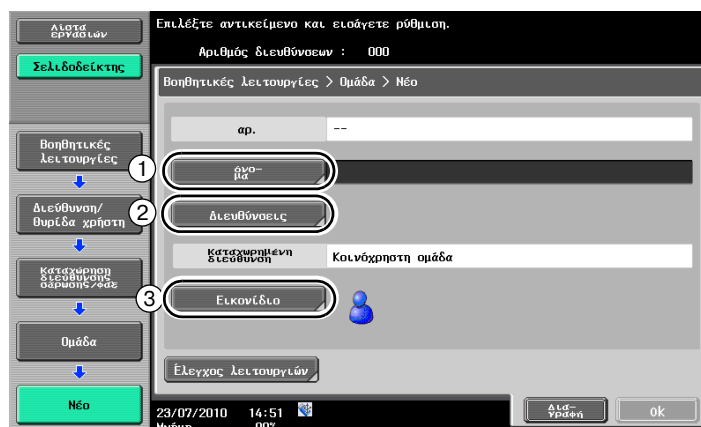 Λίστα
εργασιών
Επιλέξτε αντικείμενο και εισάγετε ρύθμιση.
Αριθμός διευθύνσεων : 000
Σελιδοδείκτης
Βοηθητικές λειτουργίες > Ομάδα > Νέο
αρ.
--
Βοηθητικές
λειτουργίες
1
όνο-
μα
Διεύθυνση/
θυρίδα χρήστη
2
Διευθύνσεις
Καταχωρημένη
διεύθυνση
Κοινόχρηστη ομάδα
Καταχώρηση
διεύθυνσης
σάρωσης/φαξ
3
Εικονίδιο
Ομάδα
Έλεγχος λειτουργιών
Νέο
23/07/2010 14:51
Δια-
γραφή
ok
Μνήμη 99%